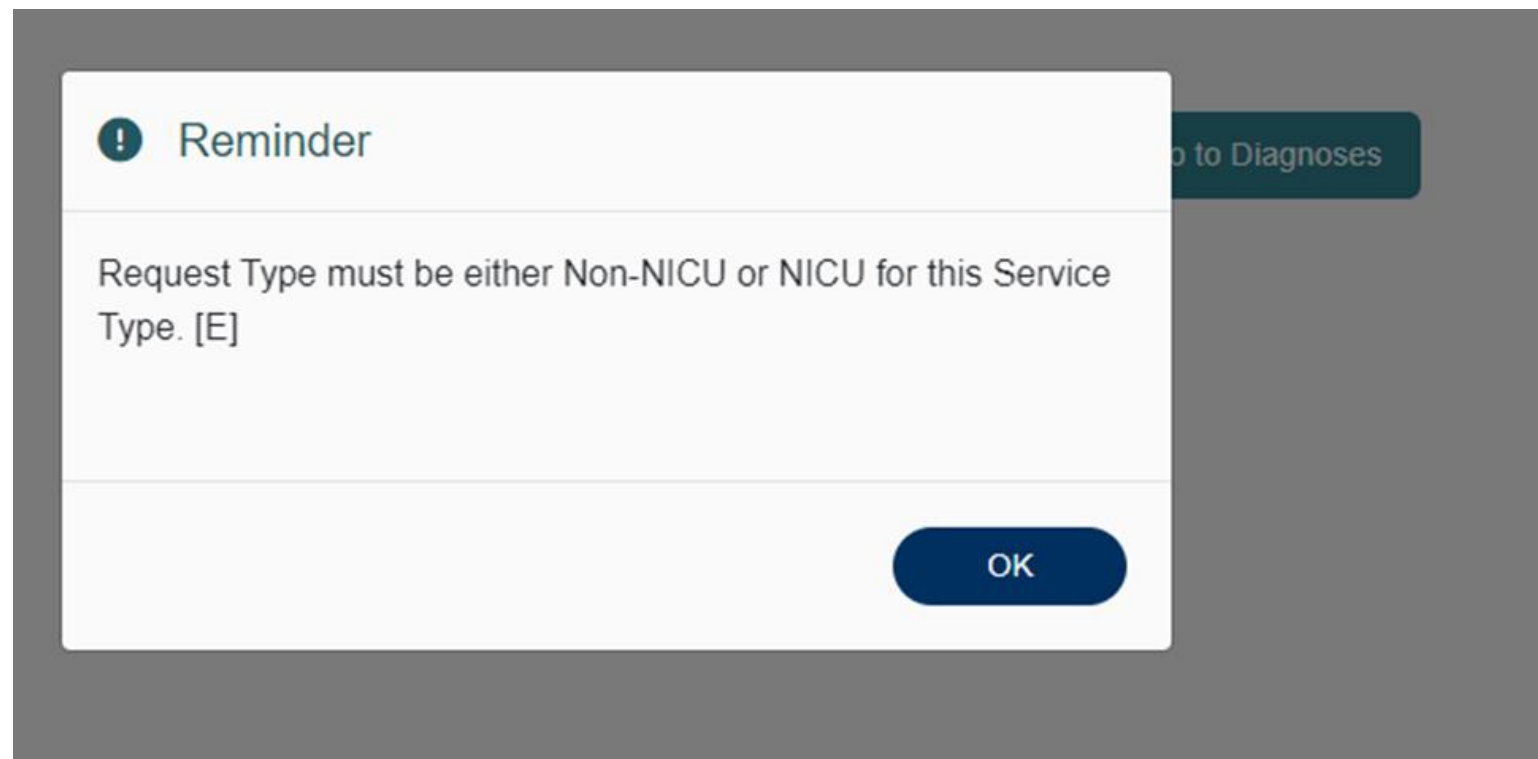 Reminder
to Diagnoses
Request Type must be either Non-NICU or NICU for this Service
Type. [E]
OK